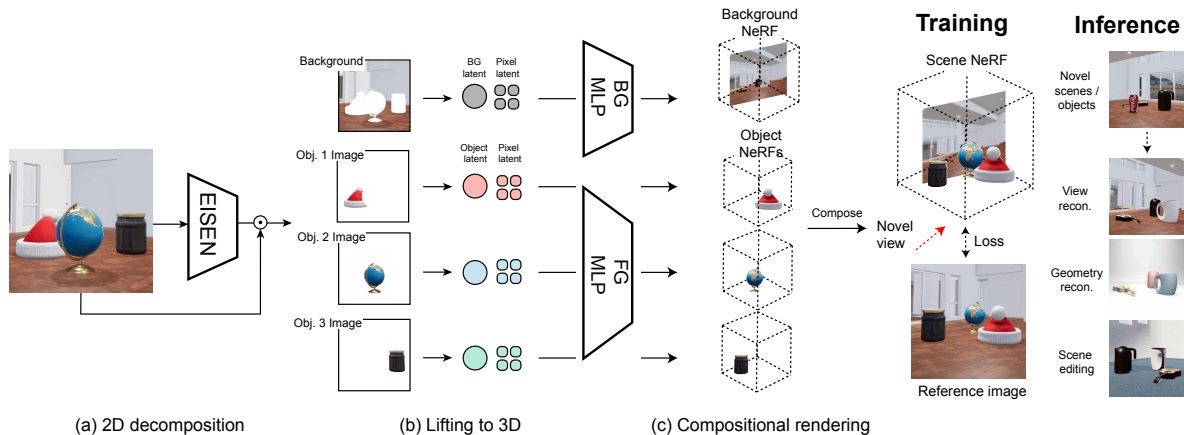 Background
BG
latent
Pixel
latent
BG
MLP
Background
NeRF
Training
Inference
Scene NeRF
Novel
scenes /
objects
EISEN
Obj. 1 Image
Object
latent
Pixel
latent
Object
NeRFs
Obj. 2 Image
FG
MLP
Compose
Novel
view
Loss
View
recon.
Geometry
recon.
Obj. 3 Image
Scene
editing
Reference image
(a) 2D decomposition
(b) Lifting to 3D
(c) Compositional rendering